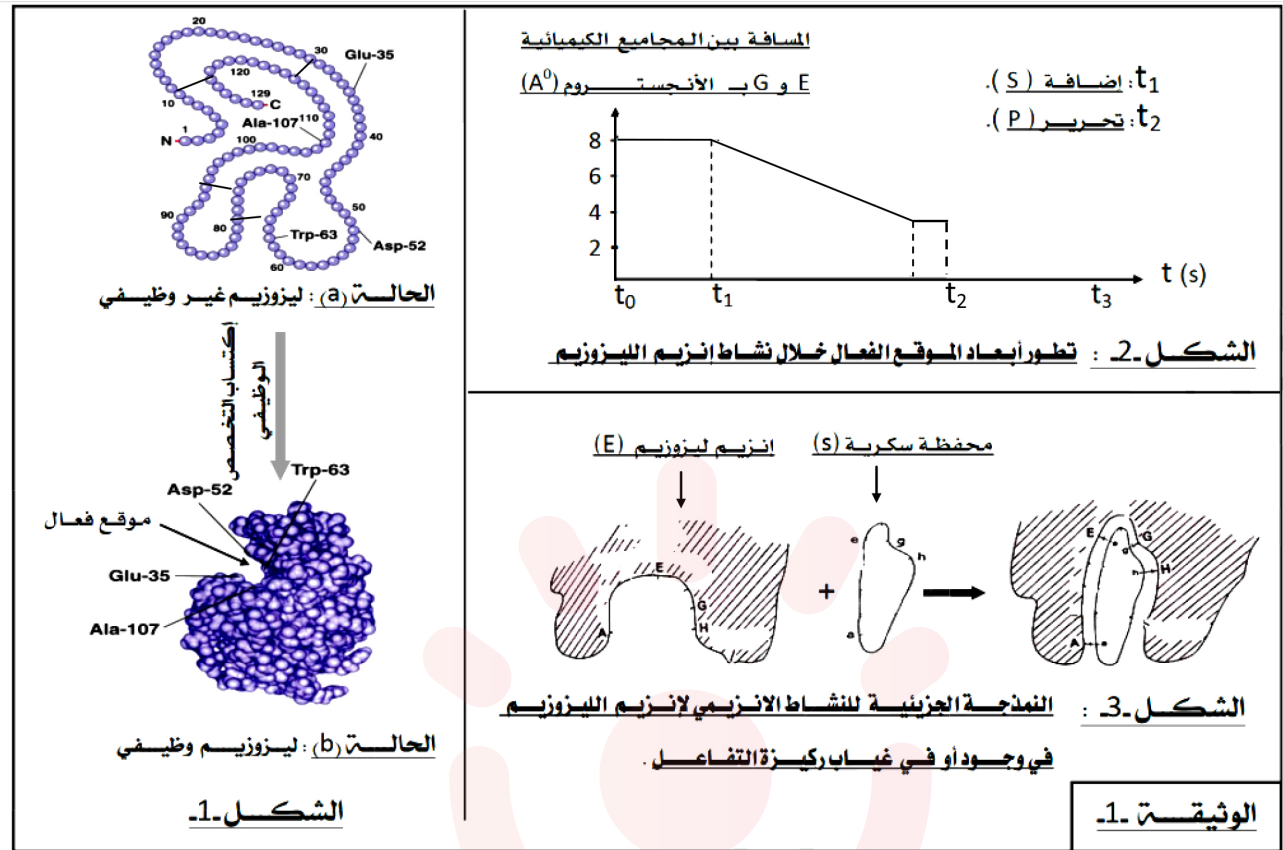 20
30
Glu-35
120
10
129
C
1
N
Ala-107
110
100
40
70
50
90
80
Trp-63
Asp-52
60
الحالة (a): ليزوزيم غير وظيفي
إكتساب التخصص
الوظيفي
Trp-63
Asp-52
موقع فعال
Glu-35
Ala-107
الحالة (b): ليزوزيم وظيفي
الشكل -1-
المسافة بين المجاميع الكيميائية
E و G بـ الأنجستروم (A⁰)
t₁: إضافة (S).
t₂: تحرير (P).
8
6
4
2
t (s)
t₀
t₁
t₂
t₃
الشكل -2- : تطور أبعاد الموقع الفعال خلال نشاط إنزيم الليزوزيم
انزيم ليزوزيم (E)
محفظة سكرية (s)
E
G
H
A
+
e
g
h
a
E
G
g
H
h
A
a
الشكل -3- : النمذجة الجزيئية للنشاط الانزيمي لإنزيم الليزوزيم
في وجود أو في غياب ركيزة التفاعل.
الوثيقة -1-